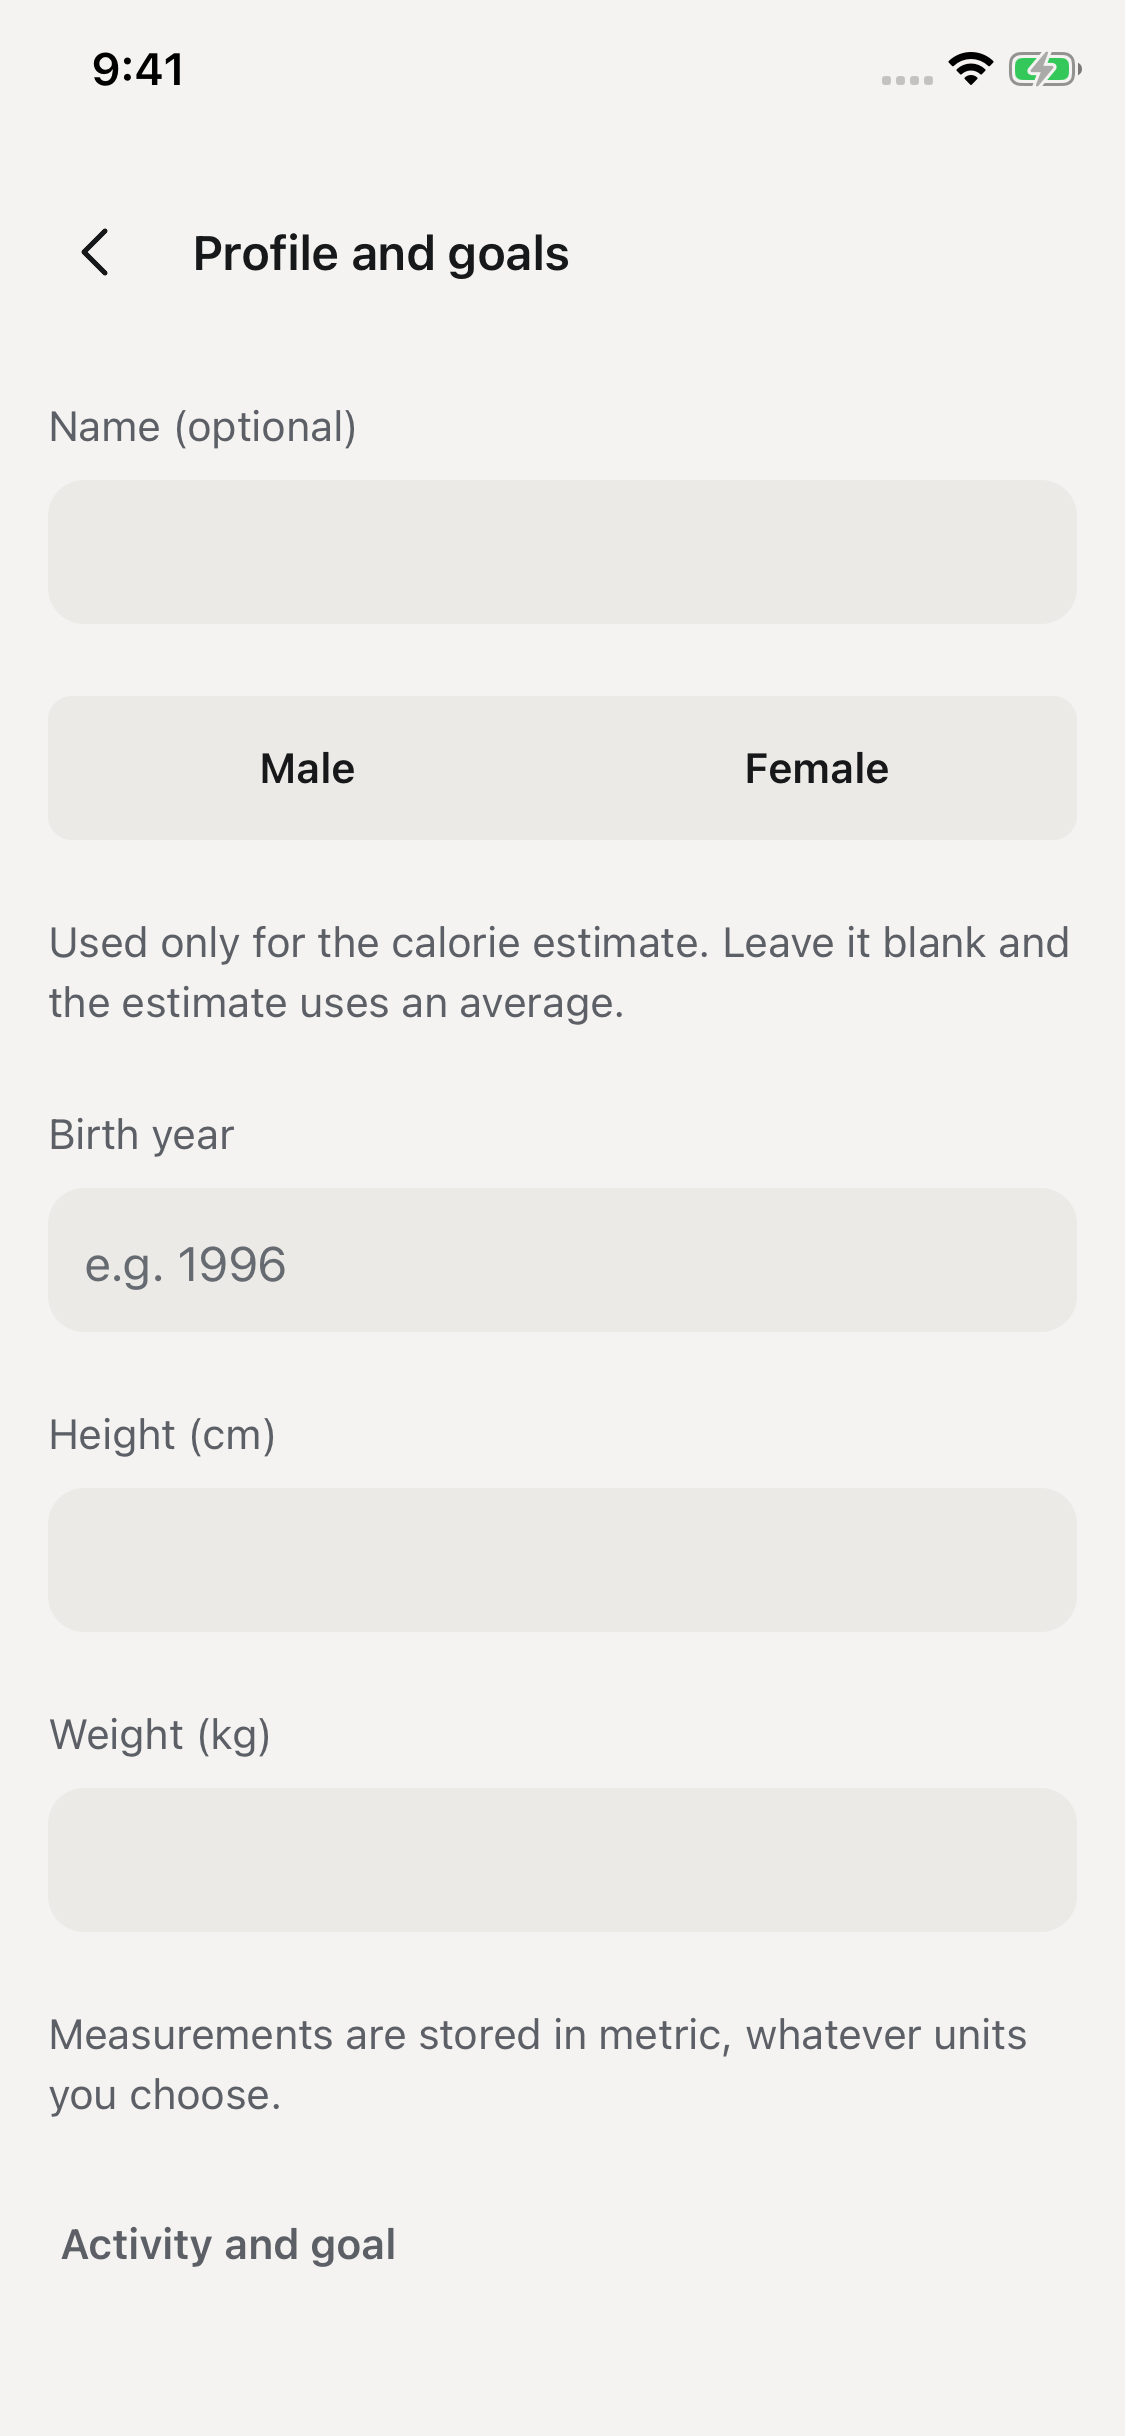 9:41
Profile and goals
Name (optional)
Male Female
Used only for the calorie estimate. Leave it blank and
the estimate uses an average.
Birth year
e.g. 1996
Height (cm)
Weight (kg)
Measurements are stored in metric, whatever units
you choose.
Activity and goal